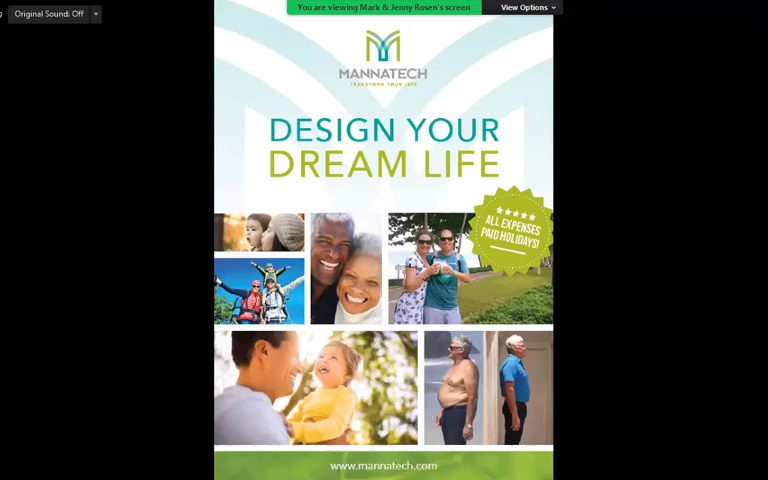 Original Sound: Off
You are viewing Mark & Jenny Rosen's screen
View Options
MANNATECH
TRANSFORM YOUR LIFE
DESIGN YOUR
DREAM LIFE
ALL EXPENSES
PAID HOLIDAYS!
www.mannatech.com